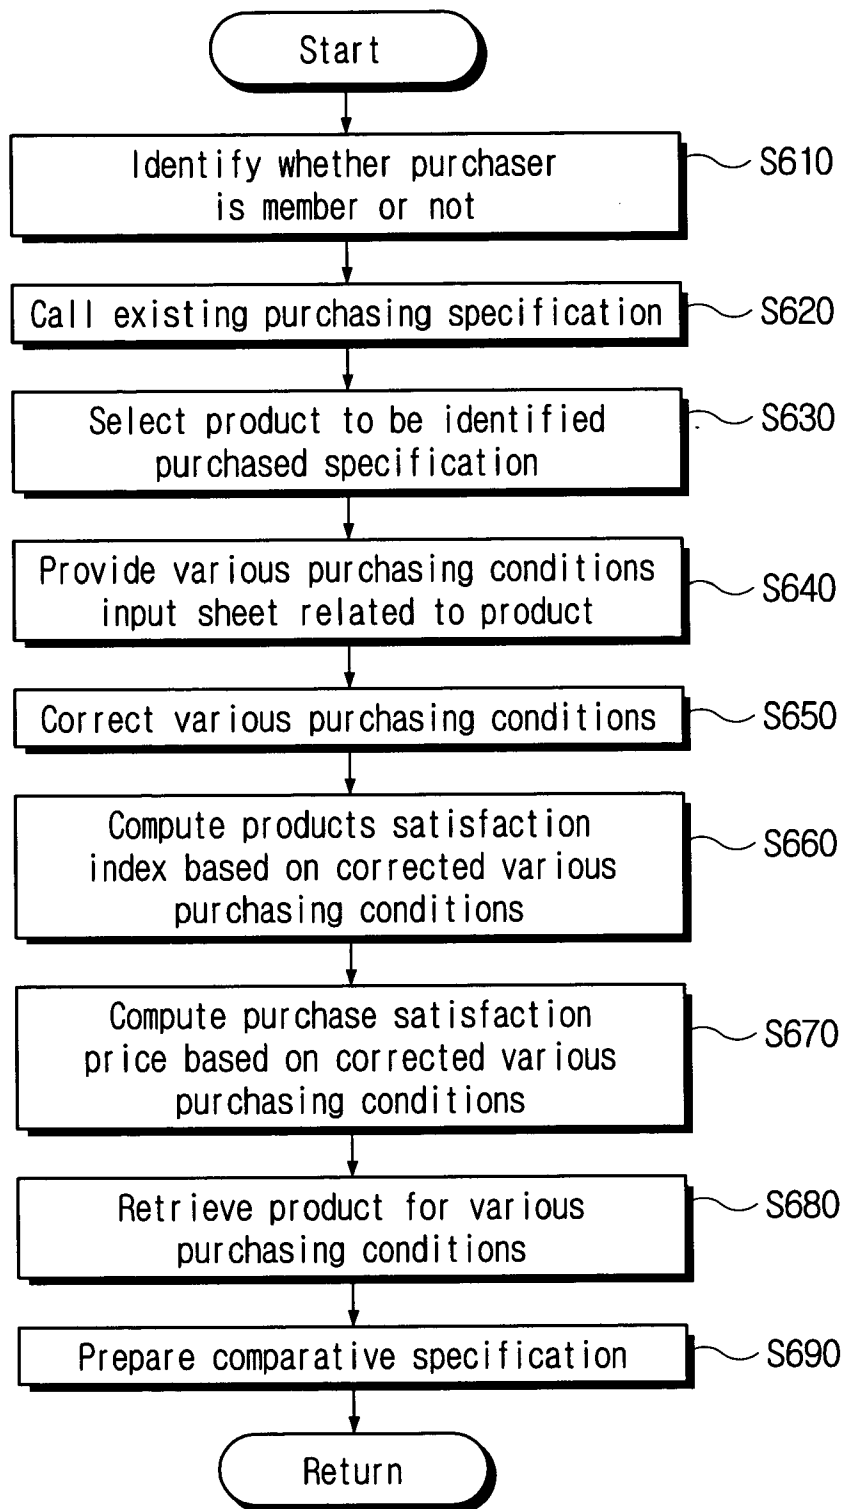 Start
Identify whether purchaser
is member or not
S610
Call existing purchasing specification
S620
Select product to be identified
purchased specification
S630
Provide various purchasing conditions
input sheet related to product
S640
Correct various purchasing conditions
S650
Compute products satisfaction
index based on corrected various
purchasing conditions
S660
Compute purchase satisfaction
price based on corrected various
purchasing conditions
S670
Retrieve product for various
purchasing conditions
S680
Prepare comparative specification
S690
Return